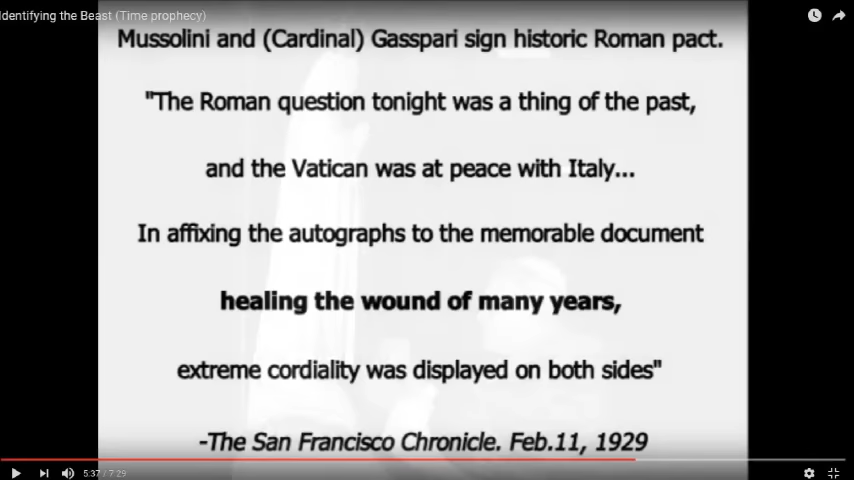 Identifying the Beast (Time prophecy)
Mussolini and (Cardinal) Gasspari sign historic Roman pact.
"The Roman question tonight was a thing of the past,
and the Vatican was at peace with Italy...
In affixing the autographs to the memorable document
healing the wound of many years,
extreme cordiality was displayed on both sides"
-The San Francisco Chronicle. Feb.11, 1929
5:37 / 7:29